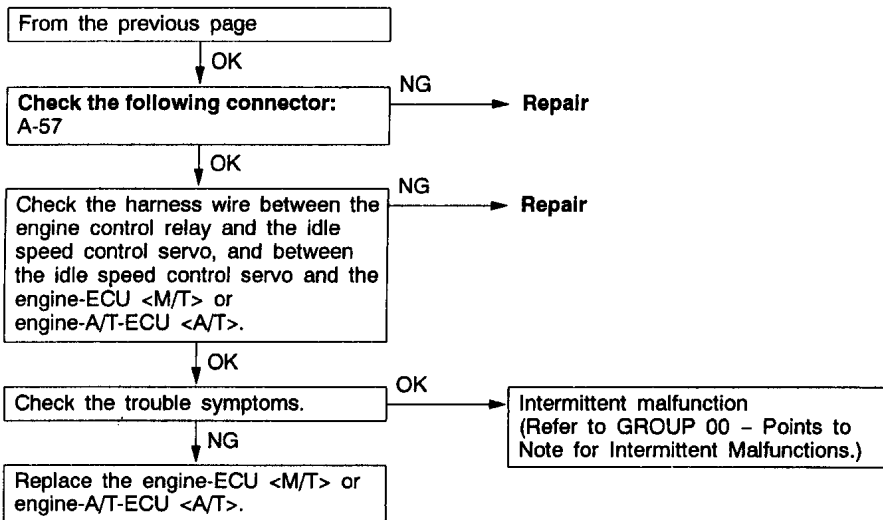 From the previous page
OK
Check the following connector:
A-57
NG
Repair
OK
Check the harness wire between the
engine control relay and the idle
speed control servo, and between
the idle speed control servo and the
engine-ECU <M/T> or
engine-A/T-ECU <A/T>.
NG
Repair
OK
Check the trouble symptoms.
OK
Intermittent malfunction
(Refer to GROUP 00 – Points to
Note for Intermittent Malfunctions.)
NG
Replace the engine-ECU <M/T> or
engine-A/T-ECU <A/T>.